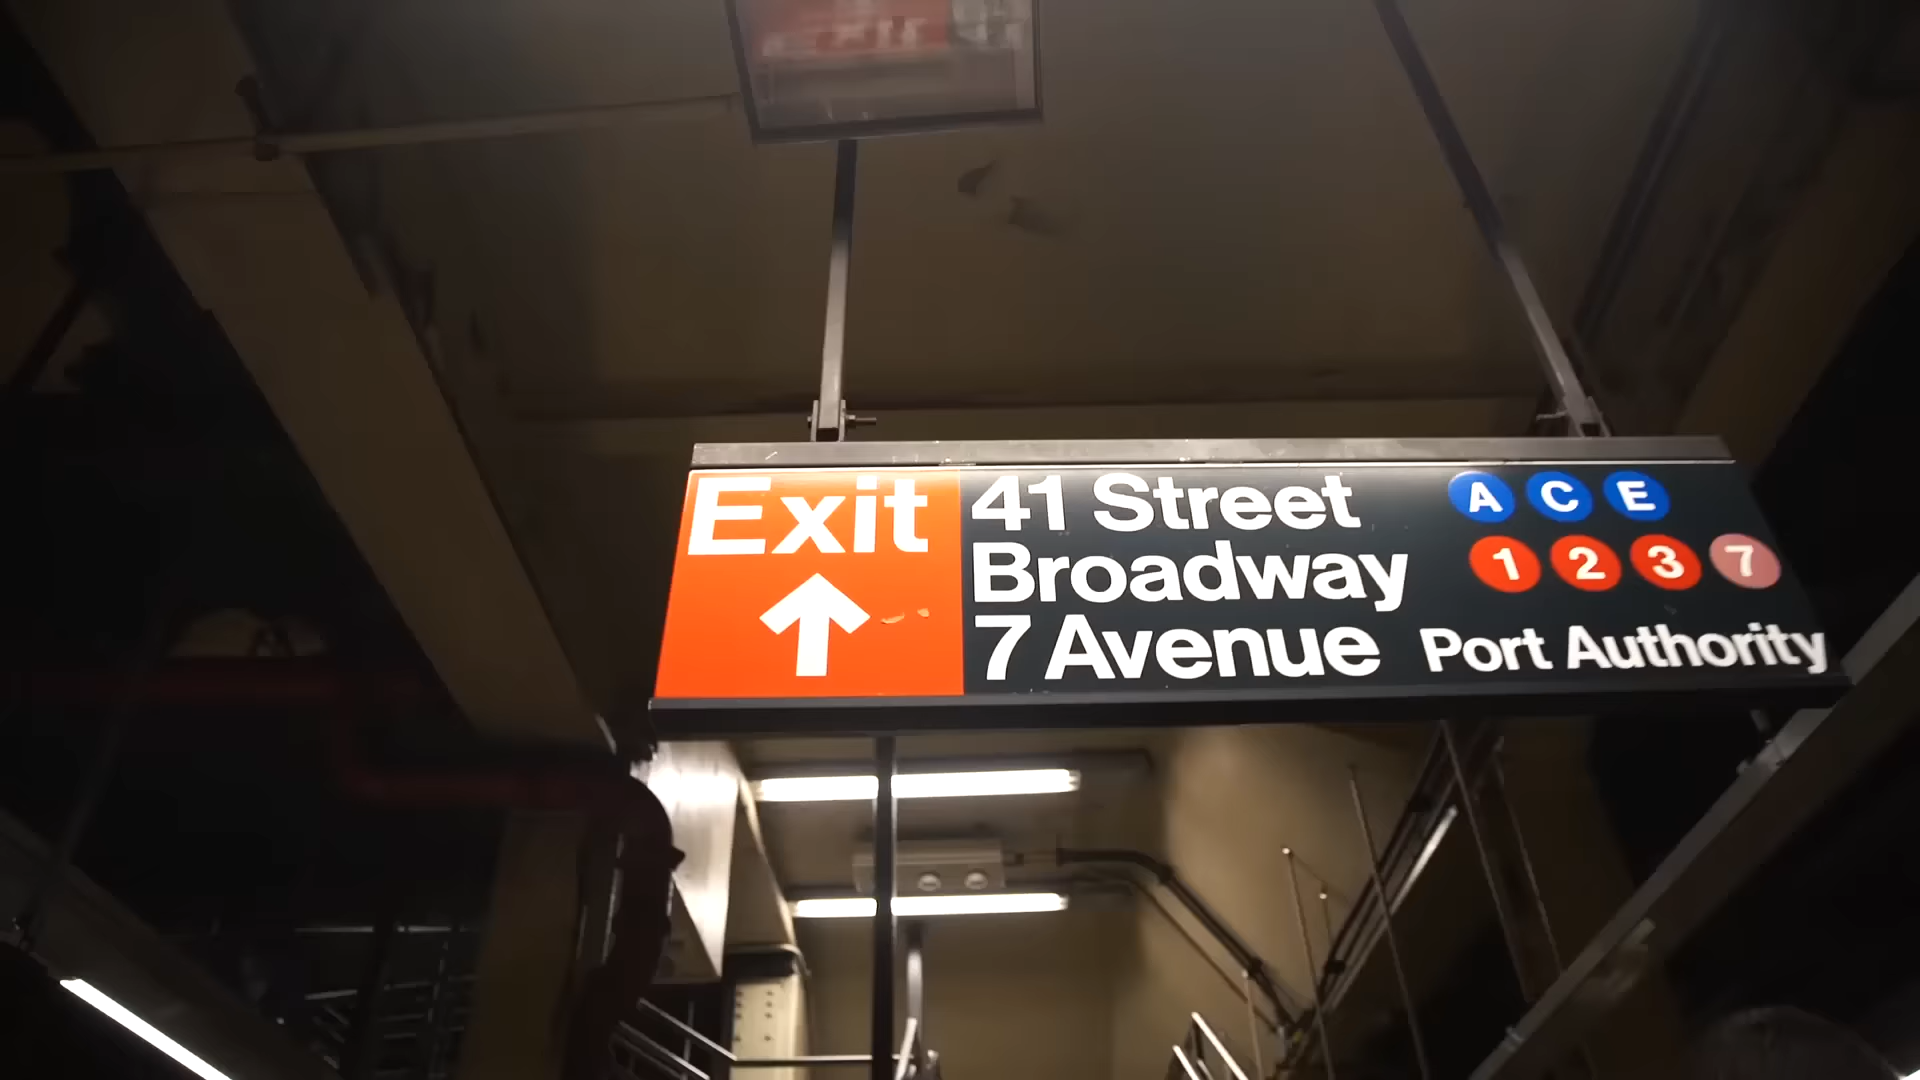 Exit
41 Street
Broadway
7 Avenue
A C E
1 2 3 7
Port Authority